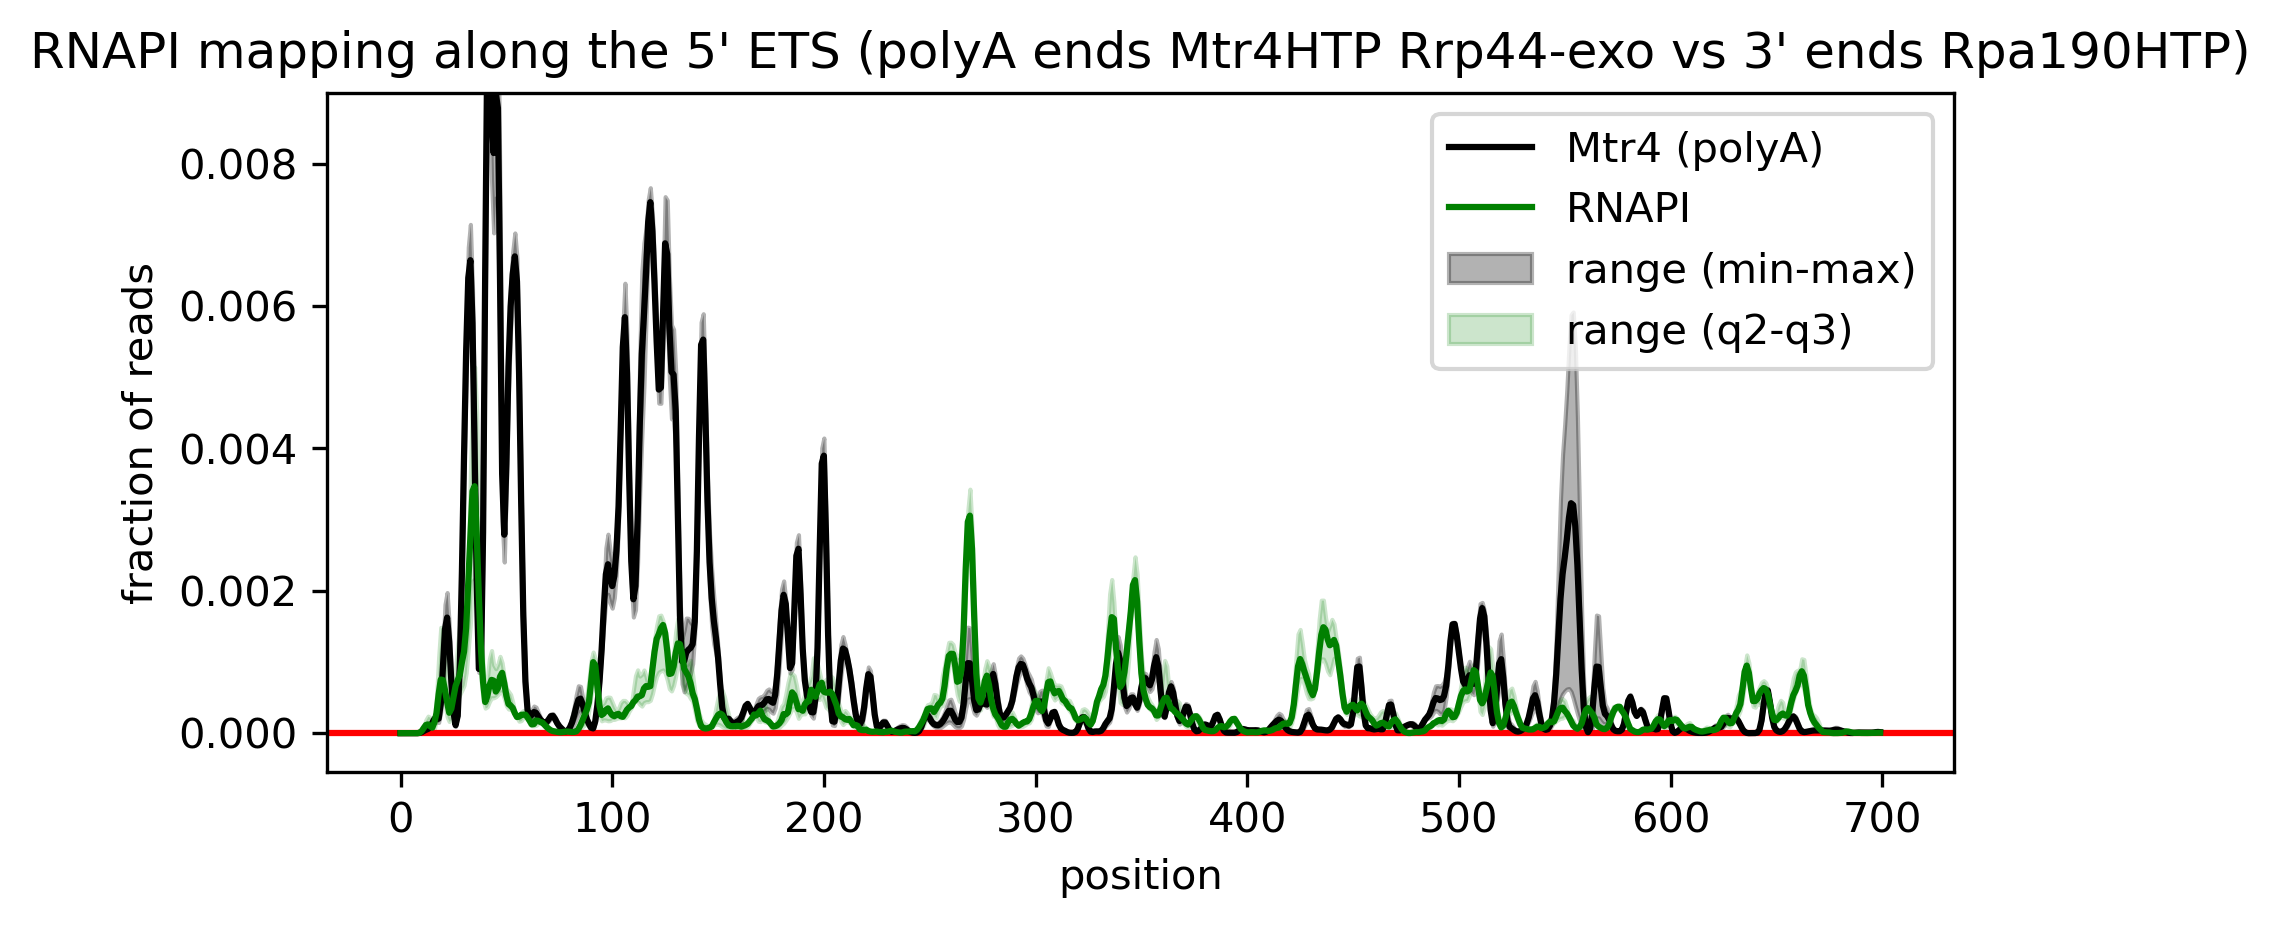 RNAPI mapping along the 5' ETS (polyA ends Mtr4HTP Rrp44-exo vs 3' ends Rpa190HTP)
Mtr4 (polyA)
RNAPI
range (min-max)
range (q2-q3)
fraction of reads
0.008
0.006
0.004
0.002
0.000
0 100 200 300 400 500 600 700
position